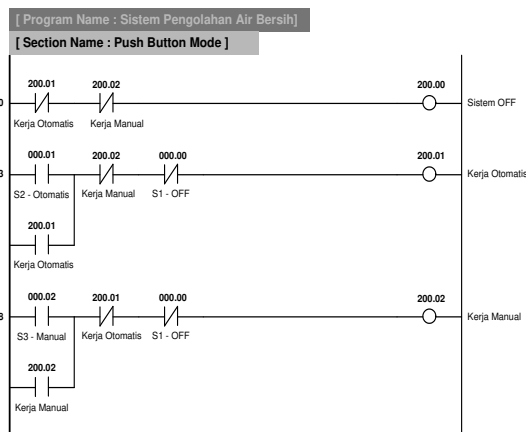 [ Program Name : Sistem Pengolahan Air Bersih]
[ Section Name : Push Button Mode ]
200.01 200.02 200.00
0 Sistem OFF
Kerja Otomatis Kerja Manual
000.01 200.02 000.00 200.01
3 Kerja Otomatis
S2 - Otomatis Kerja Manual S1 - OFF
200.01
Kerja Otomatis
000.02 200.01 000.00 200.02
8 Kerja Manual
S3 - Manual Kerja Otomatis S1 - OFF
200.02
Kerja Manual